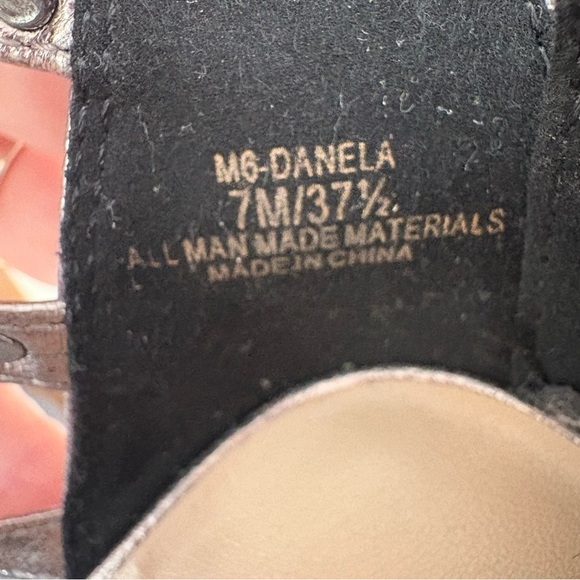 M6-DANELA
7M/37½
ALL MAN MADE MATERIALS
MADE IN CHINA